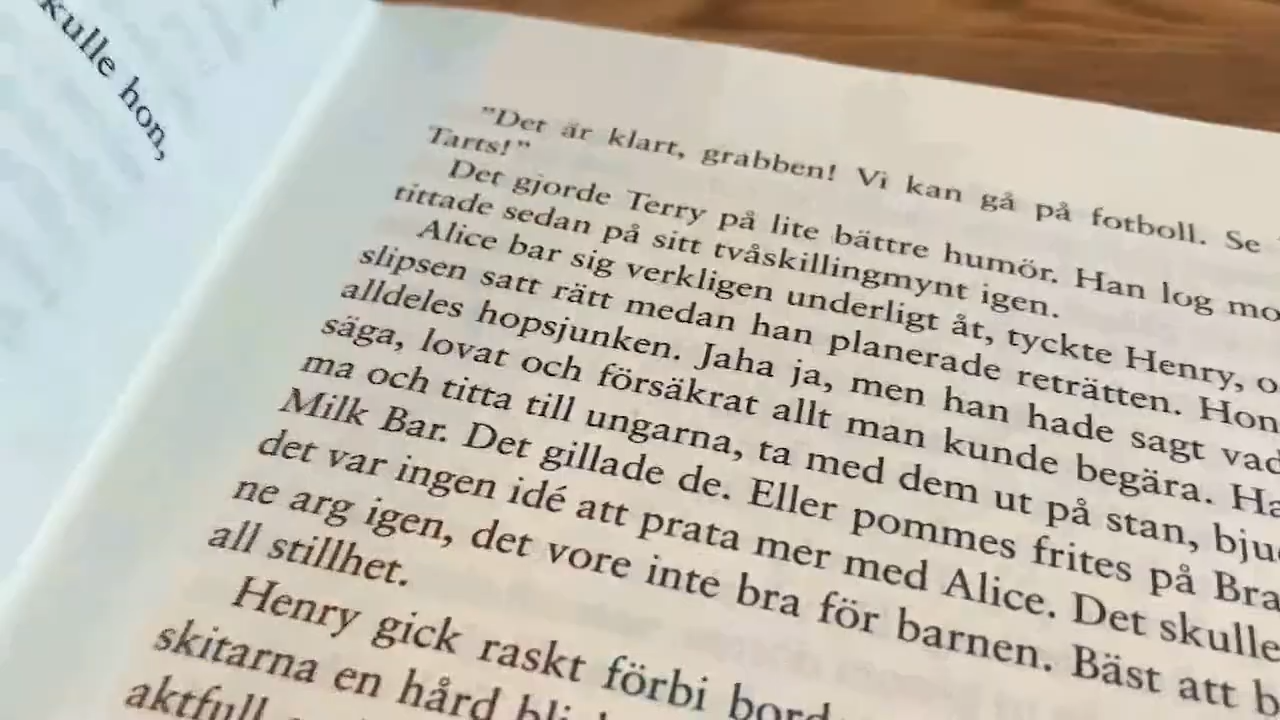 kulle hon,
"Det är klart, grabben! Vi kan gå på fotboll. Se
Tarts!"
Det gjorde Terry på lite bättre humör. Han log mo
tittade sedan på sitt tvåskillingmynt igen.
Alice bar sig verkligen underligt åt, tyckte Henry, o
slipsen satt rätt medan han planerade reträtten. Hon
alldeles hopsjunken. Jaha ja, men han hade sagt vad
säga, lovat och försäkrat allt man kunde begära. Ha
ma och titta till ungarna, ta med dem ut på stan, bju
Milk Bar. Det gillade de. Eller pommes frites på Bra
det var ingen idé att prata mer med Alice. Det skulle
ne arg igen, det vore inte bra för barnen. Bäst att b
all stillhet.
Henry gick raskt förbi bord
skitarna en hård bli
aktfull